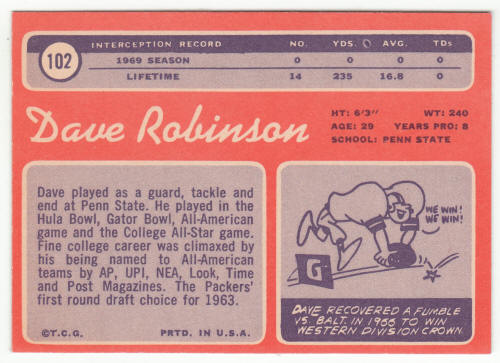 102
INTERCEPTION RECORD NO. YDS. AVG. TDs
1969 SEASON 0 0 0 0
LIFETIME 14 235 16.8 0
Dave Robinson
HT: 6'3" WT: 240
AGE: 29 YEARS PRO: 8
SCHOOL: PENN STATE
Dave played as a guard, tackle and
end at Penn State. He played in the
Hula Bowl, Gator Bowl, All-American
game and the College All-Star game.
Fine college career was climaxed by
his being named to All-American
teams by AP, UPI, NEA, Look, Time
and Post Magazines. The Packers'
first round draft choice for 1963.
©T.C.G. PRTD. IN U.S.A.
WE WIN!
WE WIN!
G
DAVE RECOVERED A FUMBLE
VS. BALT. IN 1966 TO WIN
WESTERN DIVISION CROWN.